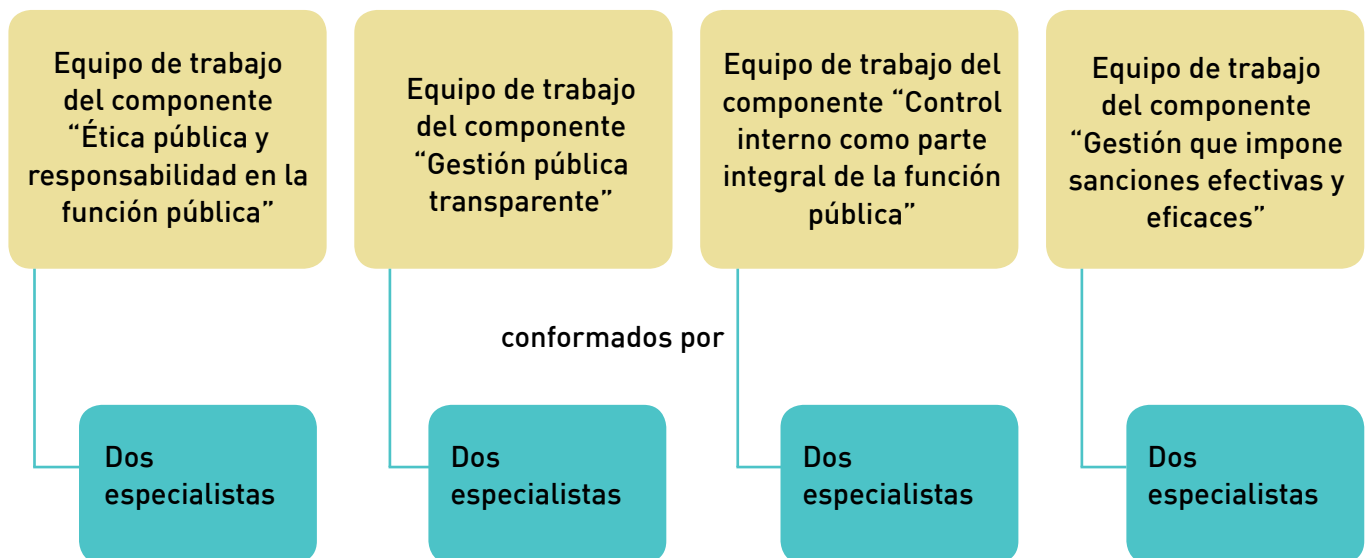 Equipo de trabajo
del componente
“Ética pública y
responsabilidad en la
función pública”
Equipo de trabajo
del componente
“Gestión pública
transparente”
Equipo de trabajo del
componente “Control
interno como parte
integral de la función
pública”
Equipo de trabajo
del componente
“Gestión que impone
sanciones efectivas y
eficaces”
conformados por
Dos
especialistas
Dos
especialistas
Dos
especialistas
Dos
especialistas